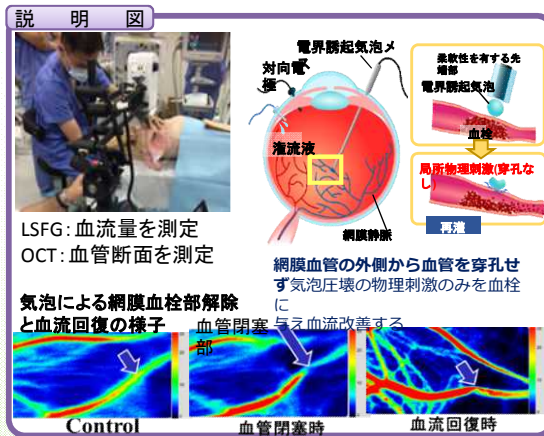 説 明 図
電界誘起気泡メ
ス
対向電
極
灌流液
網膜静脈
柔軟性を有する先
端部
電界誘起気泡
血栓
局所物理刺激(穿孔な
し)
再灌
LSFG：血流量を測定
OCT：血管断面を測定
網膜血管の外側から血管を穿孔せ
ず気泡圧壊の物理刺激のみを血栓
に
与え血流改善する
気泡による網膜血栓部解除
と血流回復の様子
血管閉塞
部
Control
血管閉塞時
血流回復時